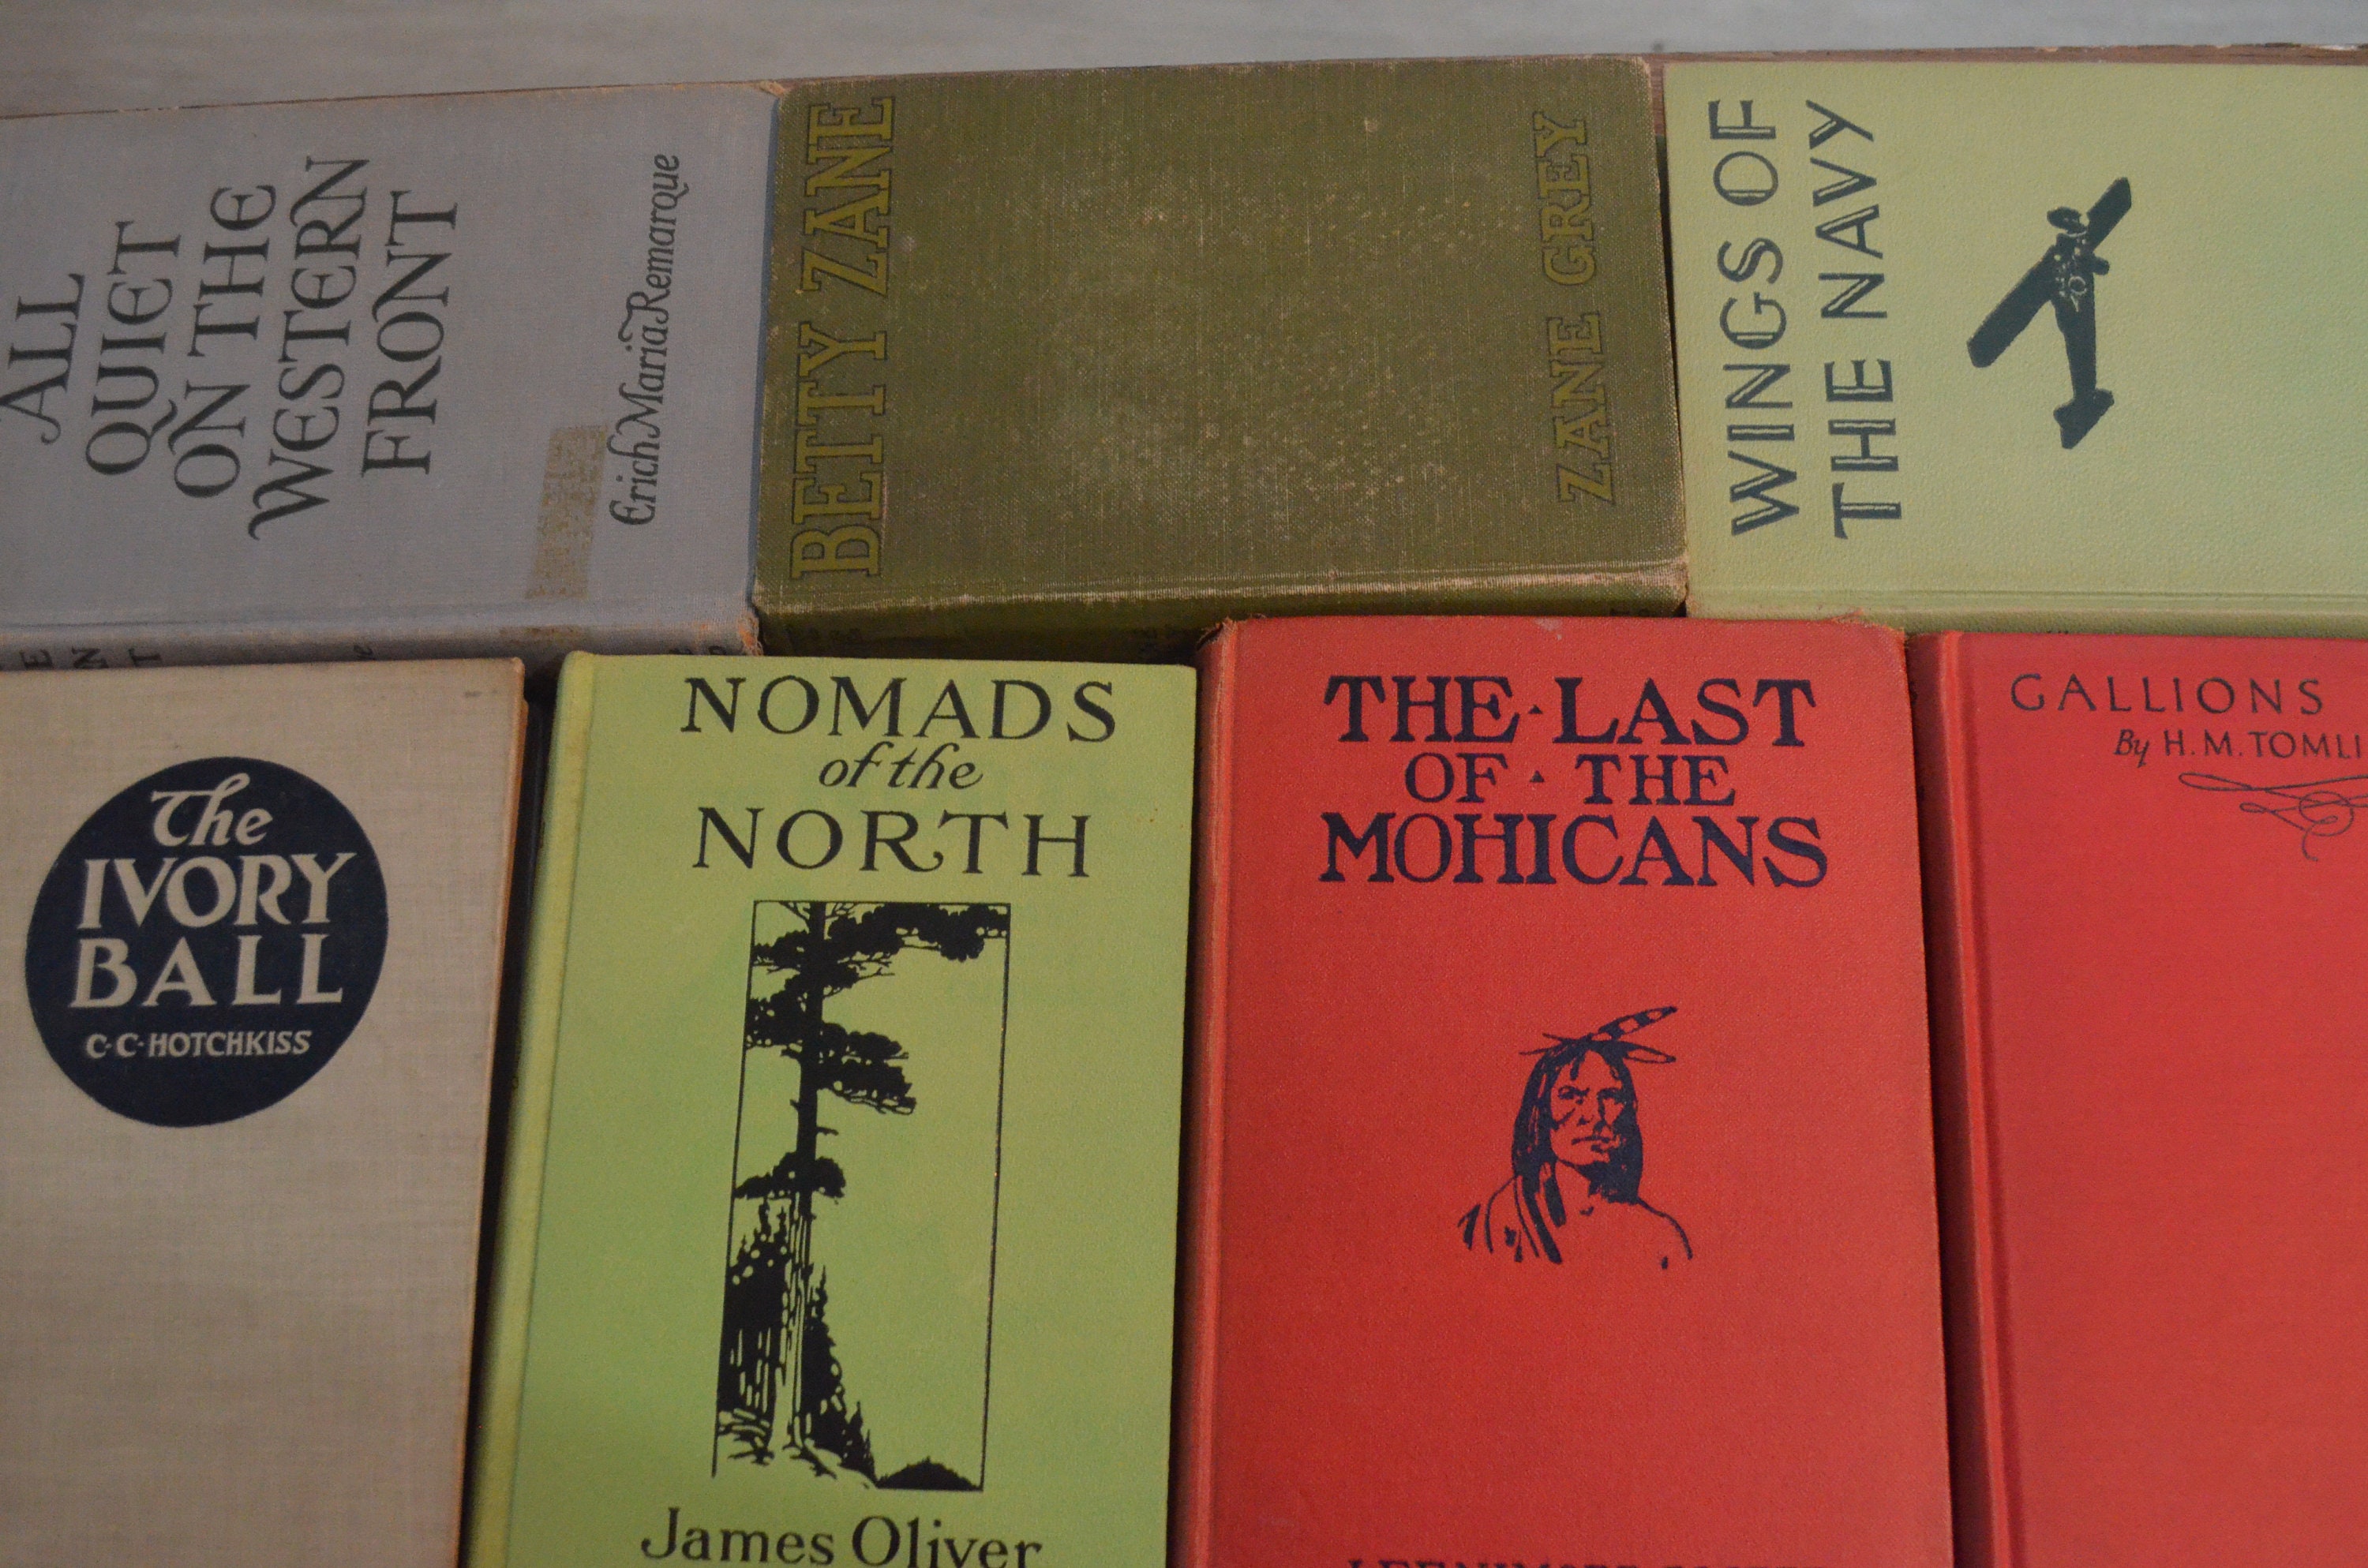 ALL
QUIET
ON THE
WESTERN
FRONT
Erich Maria Remarque
BETTY ZANE
ZANE GREY
WINGS OF
THE NAVY
The
IVORY
BALL
C·C·HOTCHKISS
NOMADS
of the
NORTH
James Oliver
THE·LAST
OF·THE
MOHICANS
GALLIONS
By H. M. TOMLI